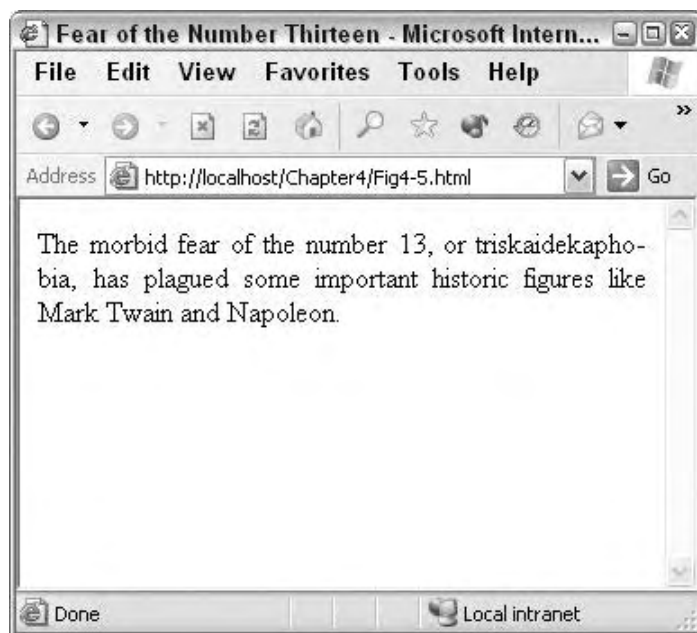 Fear of the Number Thirteen - Microsoft Intern...
File Edit View Favorites Tools Help
»
Address http://localhost/Chapter4/Fig4-5.html Go
The morbid fear of the number 13, or triskaidekapho-
bia, has plagued some important historic figures like
Mark Twain and Napoleon.
Done Local intranet